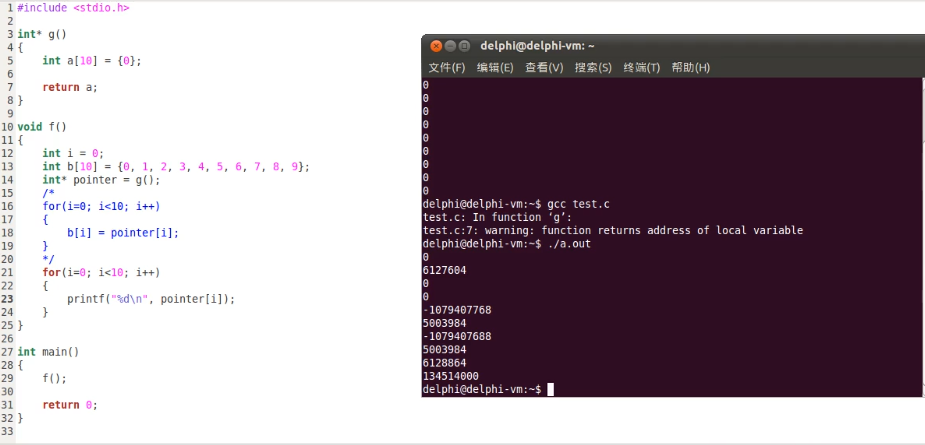 1 #include <stdio.h>
2
3 int* g()
4 {
5     int a[10] = {0};
6
7     return a;
8 }
9
10 void f()
11 {
12     int i = 0;
13     int b[10] = {0, 1, 2, 3, 4, 5, 6, 7, 8, 9};
14     int* pointer = g();
15     /*
16     for(i=0; i<10; i++)
17     {
18         b[i] = pointer[i];
19     }
20     */
21     for(i=0; i<10; i++)
22     {
23         printf("%d\n", pointer[i]);
24     }
25 }
26
27 int main()
28 {
29     f();
30
31     return 0;
32 }
33
delphi@delphi-vm: ~
文件(F) 编辑(E) 查看(V) 搜索(S) 终端(T) 帮助(H)
0
0
0
0
0
0
0
0
0
delphi@delphi-vm:~$ gcc test.c
test.c: In function ‘g’:
test.c:7: warning: function returns address of local variable
delphi@delphi-vm:~$ ./a.out
0
6127604
0
0
-1079407768
5003984
-1079407688
5003984
6128864
134514000
delphi@delphi-vm:~$